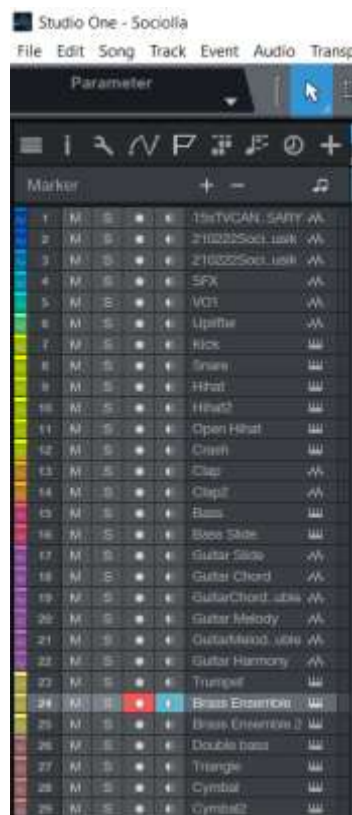 Studio One - Sociolla
File Edit Song Track Event Audio Transp
Parameter
Marker
1 M S 15sTVCAN..SARY
2 M S 210222Soci..usik
3 M S 210222Soci..usik
4 M S SFX
5 M S VO1
6 M S Uplifter
7 M S Kick
8 M S Snare
9 M S Hihat
10 M S Hihat2
11 M S Open Hihat
12 M S Crash
13 M S Clap
14 M S Clap2
15 M S Bass
16 M S Bass Slide
17 M S Guitar Slide
18 M S Guitar Chord
19 M S GuitarChord..uble
20 M S Guitar Melody
21 M S GuitarMelod..uble
22 M S Guitar Harmony
23 M S Trumpet
24 M S Brass Ensemble
25 M S Brass Ensemble 2
26 M S Double bass
27 M S Triangle
28 M S Cymbal
29 M S Cymbal2